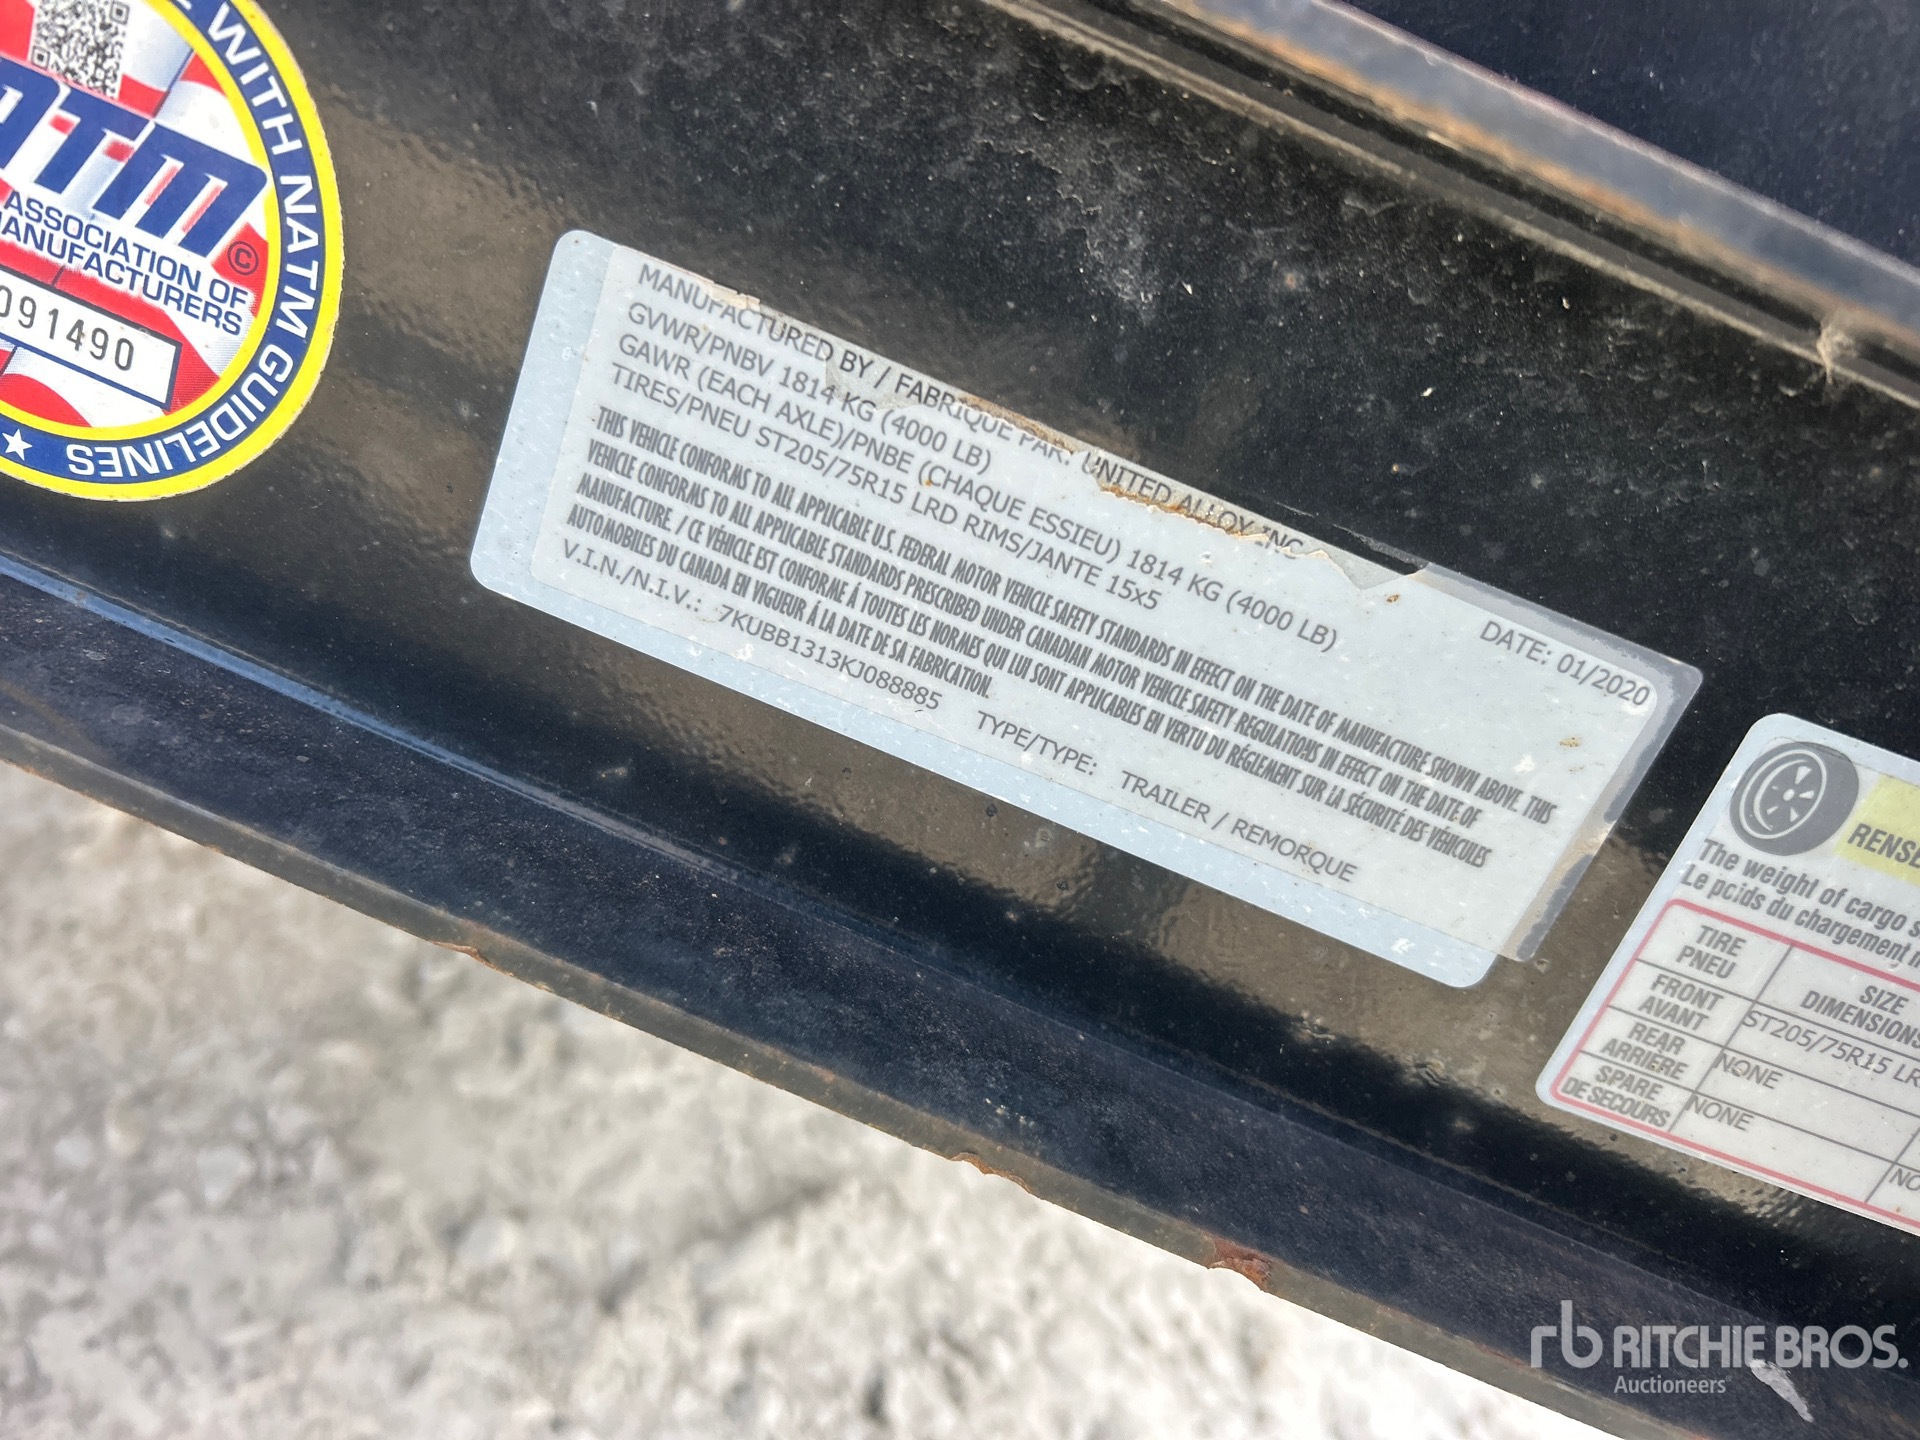 WITH NATM GUIDELINES
ASSOCIATION OF
MANUFACTURERS
091490
MANUFACTURED BY / FABRIQUE PAR: UNITED ALLOY INC.
DATE: 01/2020
GVWR/PNBV 1814 KG (4000 LB)
GAWR (EACH AXLE)/PNBE (CHAQUE ESSIEU) 1814 KG (4000 LB)
TIRES/PNEU ST205/75R15 LRD RIMS/JANTE 15x5
THIS VEHICLE CONFORMS TO ALL APPLICABLE U.S. FEDERAL MOTOR VEHICLE SAFETY STANDARDS IN EFFECT ON THE DATE OF MANUFACTURE SHOWN ABOVE. THIS
VEHICLE CONFORMS TO ALL APPLICABLE STANDARDS PRESCRIBED UNDER CANADIAN MOTOR VEHICLE SAFETY REGULATIONS IN EFFECT ON THE DATE OF
MANUFACTURE. / CE VÉHICLE EST CONFORME À TOUTES LES NORMES QUI LUI SONT APPLICABLES EN VERTU DU RÉGLEMENT SUR LA SÉCURITÉ DES VÉHICULES
AUTOMOBILES DU CANADA EN VIGUEUR À LA DATE DE SA FABRICATION.
V.I.N./N.I.V.: 7KUBB1313KJ088885 TYPE/TYPE: TRAILER / REMORQUE
The weight of cargo
Le poids du chargement
TIRE
PNEU
SIZE
DIMENSIONS
FRONT
AVANT
ST205/75R15
REAR
ARRIÈRE
NONE
SPARE
DE SECOURS
NONE
rb RITCHIE BROS.
Auctioneers